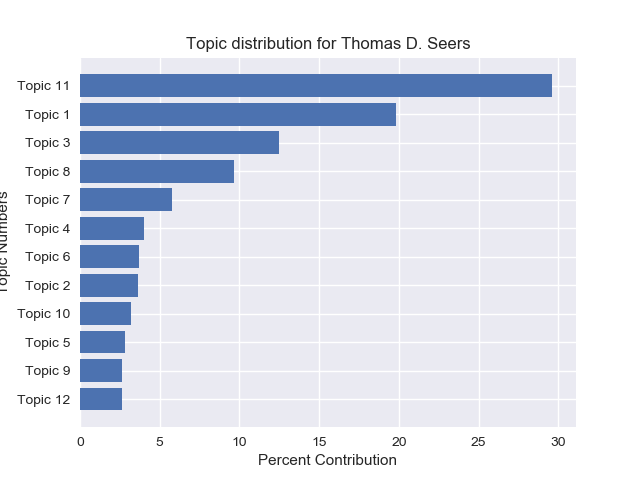 Topic distribution for Thomas D. Seers
Topic Numbers
Topic 11
Topic 1
Topic 3
Topic 8
Topic 7
Topic 4
Topic 6
Topic 2
Topic 10
Topic 5
Topic 9
Topic 12
0 5 10 15 20 25 30
Percent Contribution